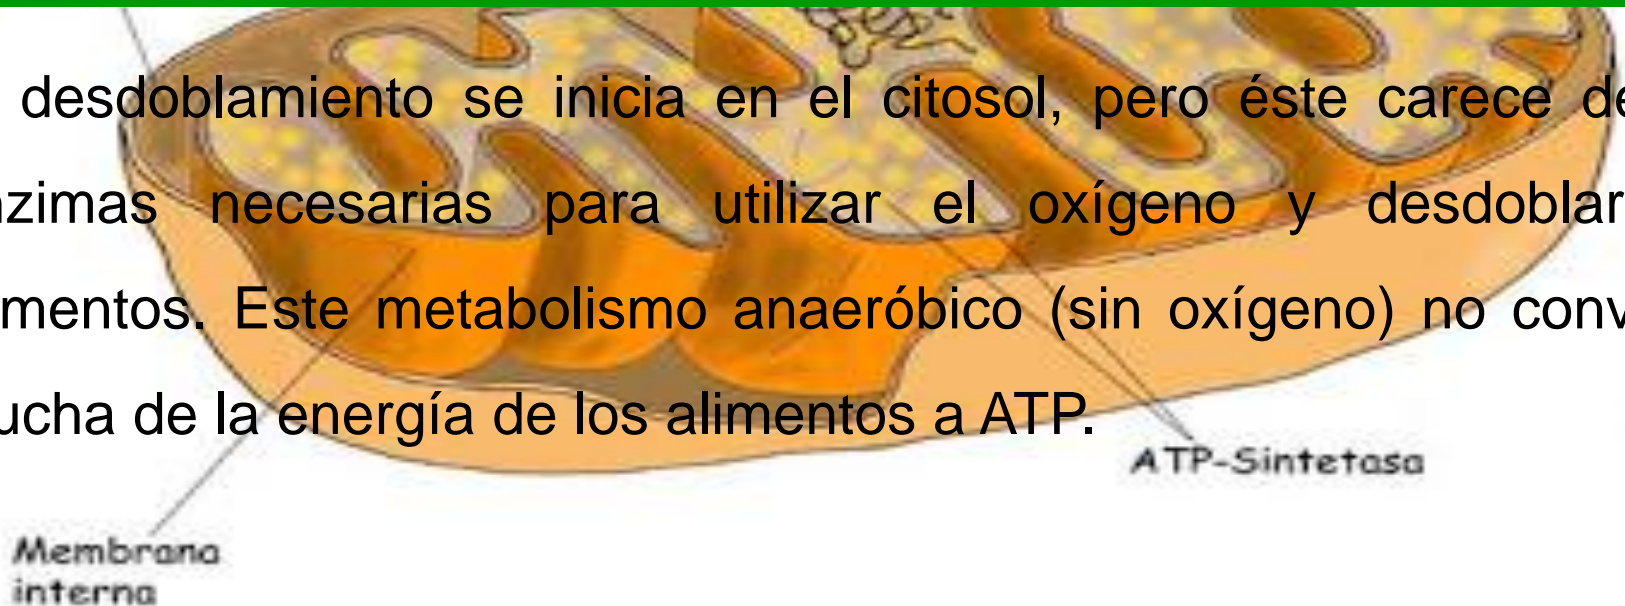 desdoblamiento se inicia en el citosol, pero éste carece de
nzimas necesarias para utilizar el oxígeno y desdoblar
mentos. Este metabolismo anaeróbico (sin oxígeno) no conv
ucha de la energía de los alimentos a ATP.
ATP-Sintetasa
Membrana
interna